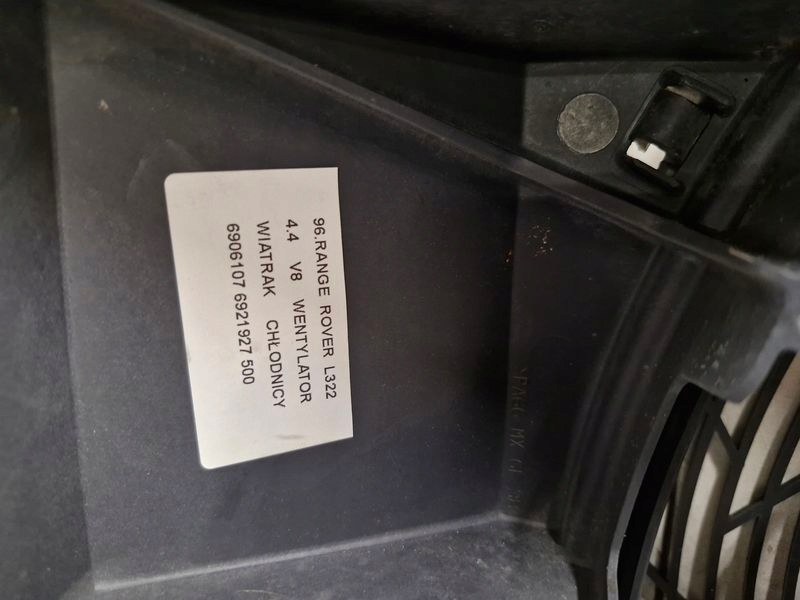 96.RANGE ROVER L322
4.4 V8 WENTYLATOR
WIATRAK CHŁODNICY
6906107 6921927 500